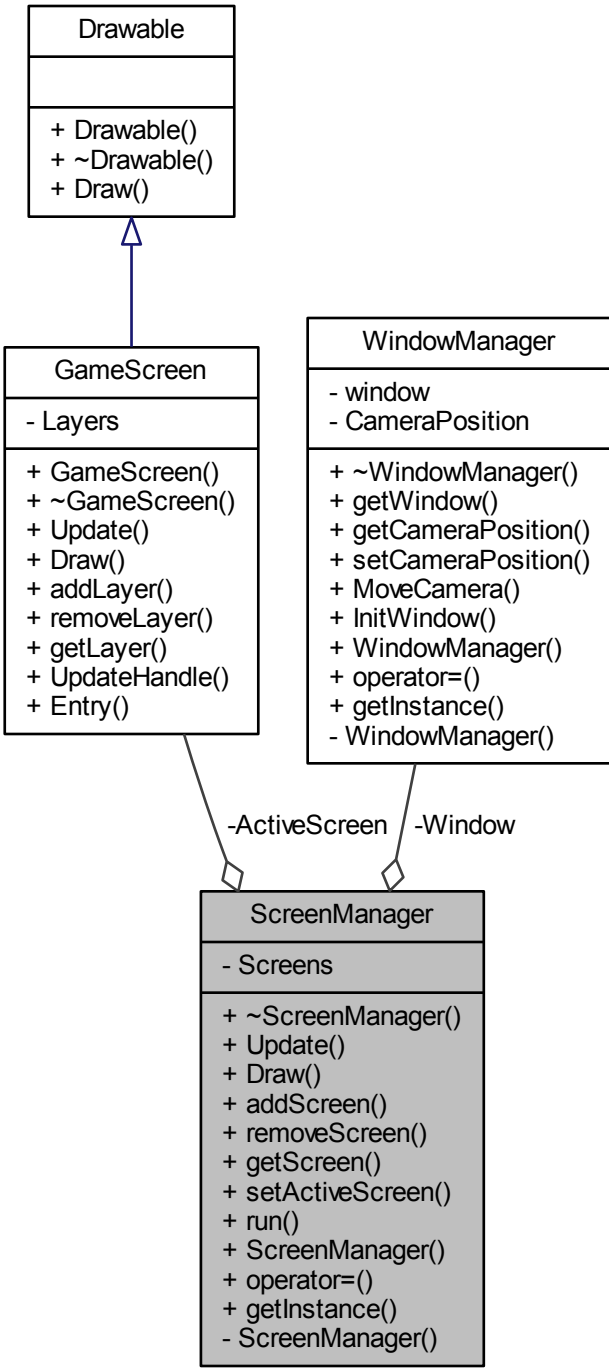 Drawable
+ Drawable()
+ ~Drawable()
+ Draw()
GameScreen
- Layers
+ GameScreen()
+ ~GameScreen()
+ Update()
+ Draw()
+ addLayer()
+ removeLayer()
+ getLayer()
+ UpdateHandle()
+ Entry()
WindowManager
- window
- CameraPosition
+ ~WindowManager()
+ getWindow()
+ getCameraPosition()
+ setCameraPosition()
+ MoveCamera()
+ InitWindow()
+ WindowManager()
+ operator=()
+ getInstance()
- WindowManager()
-ActiveScreen
-Window
ScreenManager
- Screens
+ ~ScreenManager()
+ Update()
+ Draw()
+ addScreen()
+ removeScreen()
+ getScreen()
+ setActiveScreen()
+ run()
+ ScreenManager()
+ operator=()
+ getInstance()
- ScreenManager()